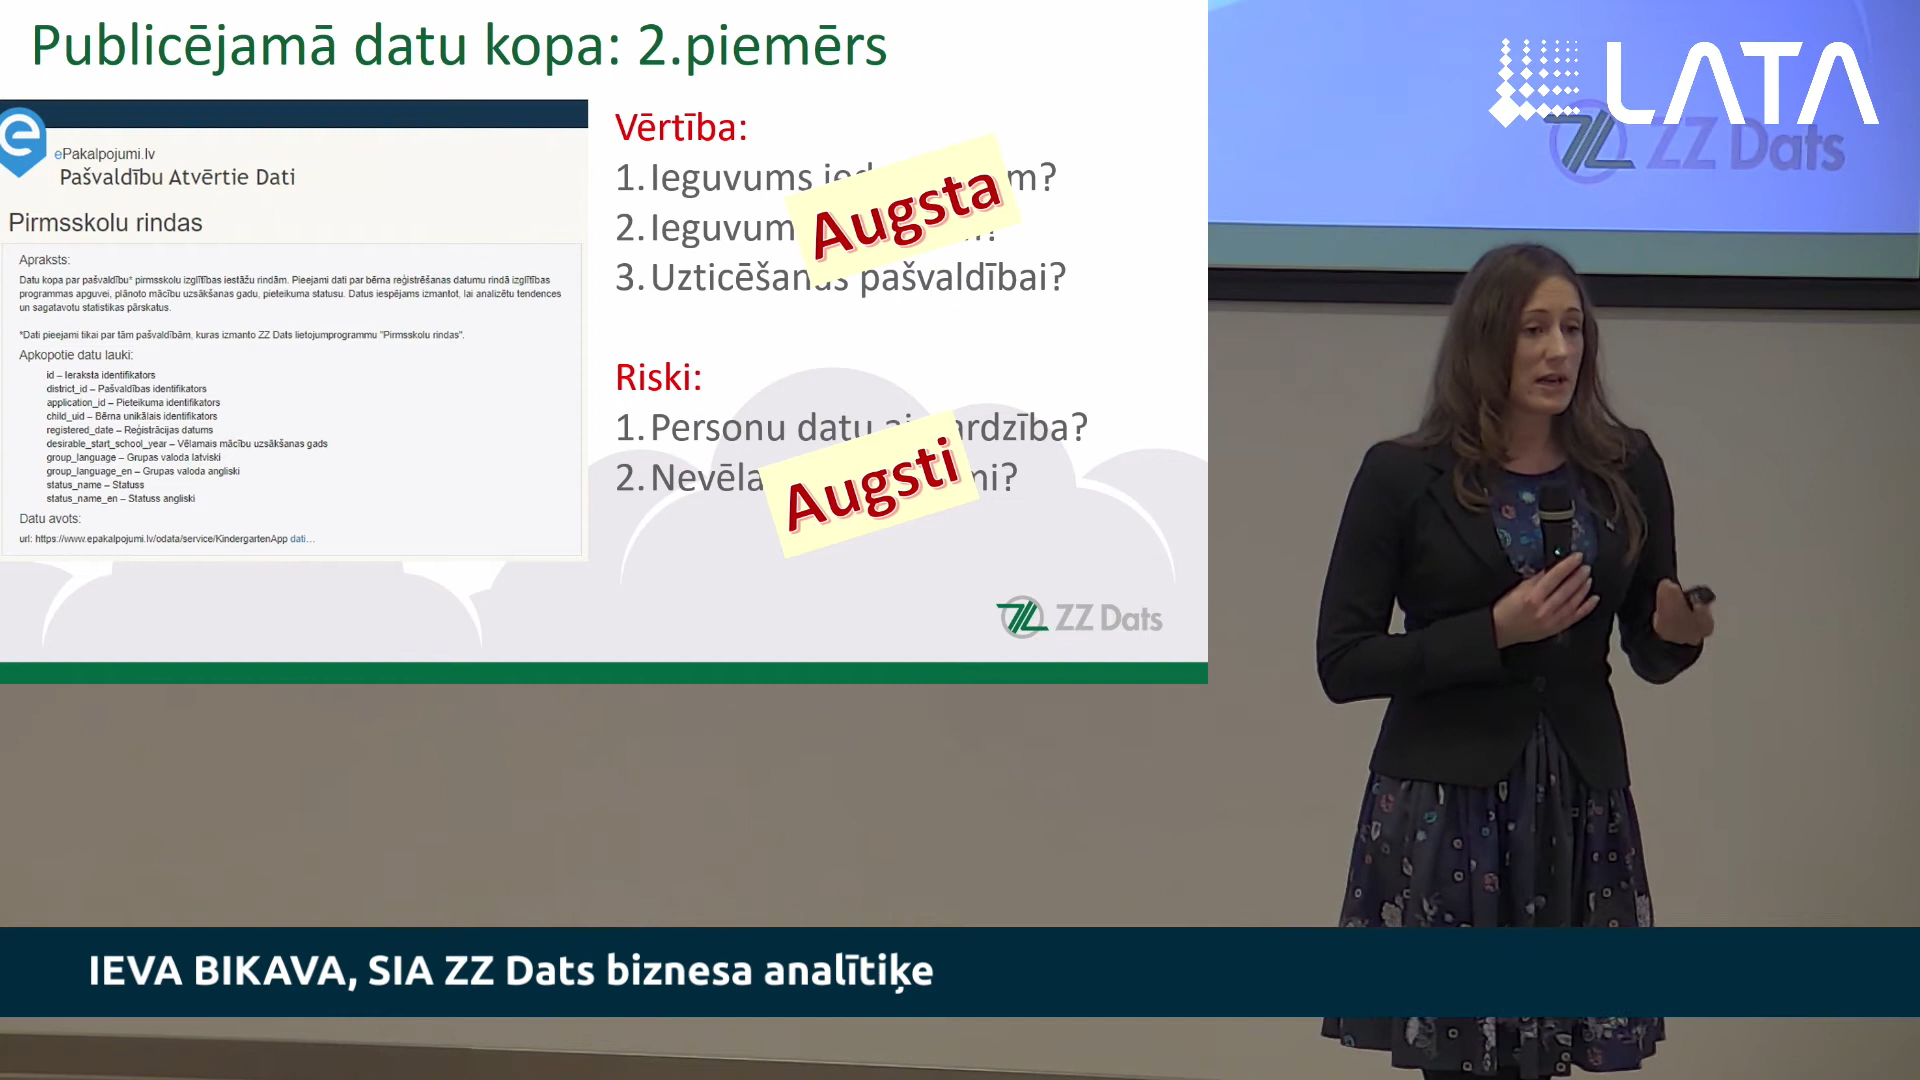 Publicējamā datu kopa: 2.piemērs
ePakalpojumi.lv
Pašvaldību Atvērtie Dati
Pirmsskolu rindas
Apraksts:
Datu kopa par pašvaldību* pirmsskolu izglītības iestāžu rindām. Pieejami dati par bērna reģistrēšanas datumu rindā izglītības
programmas apguvei, plānoto mācību uzsākšanas gadu, pieteikuma statusu. Datus iespējams izmantot, lai analizētu tendences
un sagatavotu statistikas pārskatus.
*Dati pieejami tikai par tām pašvaldībām, kuras izmanto ZZ Dats lietojumprogrammu "Pirmsskolu rindas".
Apkopotie datu lauki:
id – Ieraksta identifikators
district_id – Pašvaldības identifikators
application_id – Pieteikuma identifikators
child_uid – Bērna unikālais identifikators
registered_date – Reģistrācijas datums
desirable_start_school_year – Vēlamais mācību uzsākšanas gads
group_language – Grupas valoda latviski
group_language_en – Grupas valoda angliski
status_name – Statuss
status_name_en – Statuss angliski
Datu avots:
url: https://www.epakalpojumi.lv/odata/service/KindergartenApp dati...
Vērtība:
1. Ieguvums
2.
3. Uzticēšanās pašvaldībai?
Augsta
Riski:
1. Personu datu
2.
Augsti
ZZ Dats
LATA
ZZ Dats
IEVA BIKAVA, SIA ZZ Dats biznesa analītiķe